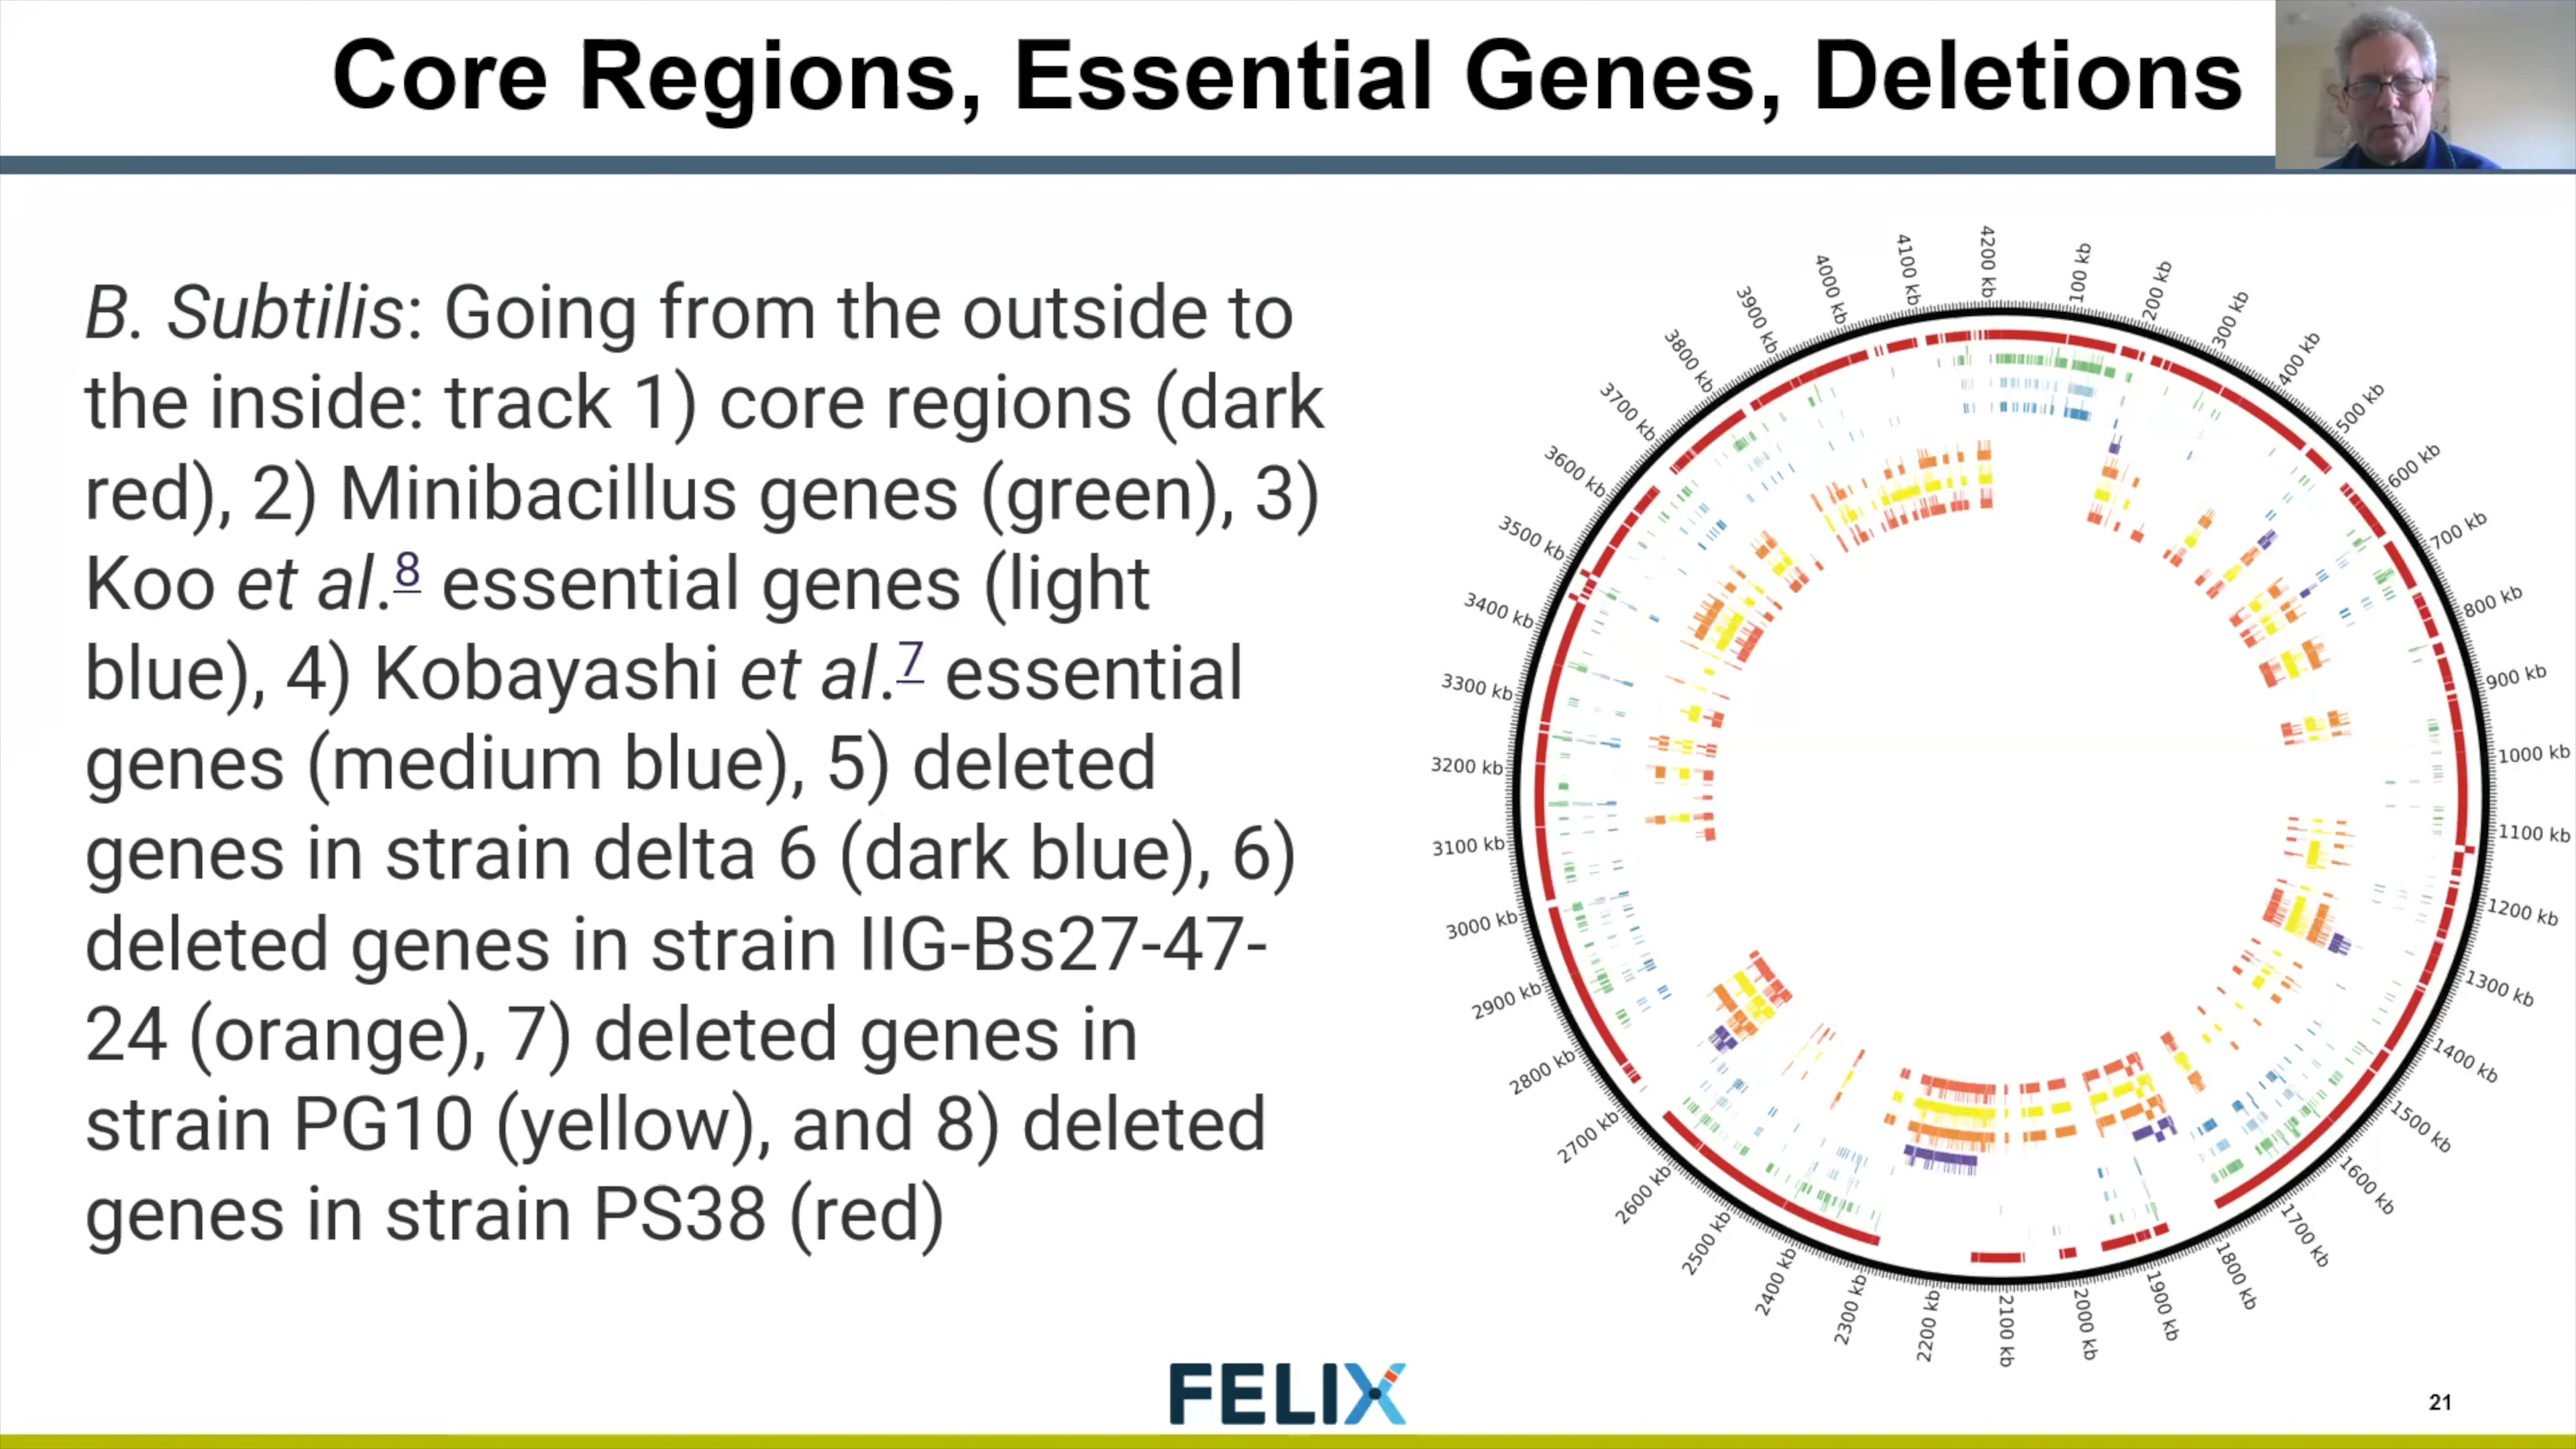 Core Regions, Essential Genes, Deletions
B. Subtilis: Going from the outside to
the inside: track 1) core regions (dark
red), 2) Minibacillus genes (green), 3)
Koo et al.8 essential genes (light
blue), 4) Kobayashi et al.7 essential
genes (medium blue), 5) deleted
genes in strain delta 6 (dark blue), 6)
deleted genes in strain IIG-Bs27-47-
24 (orange), 7) deleted genes in
strain PG10 (yellow), and 8) deleted
genes in strain PS38 (red)
100 kb
200 kb
300 kb
400 kb
500 kb
600 kb
700 kb
800 kb
900 kb
1000 kb
1100 kb
1200 kb
1300 kb
1400 kb
1500 kb
1600 kb
1700 kb
1800 kb
1900 kb
2000 kb
2100 kb
2200 kb
2300 kb
2400 kb
2500 kb
2600 kb
2700 kb
2800 kb
2900 kb
3000 kb
3100 kb
3200 kb
3300 kb
3400 kb
3500 kb
3600 kb
3700 kb
3800 kb
3900 kb
4000 kb
4100 kb
4200 kb
FELIX
21